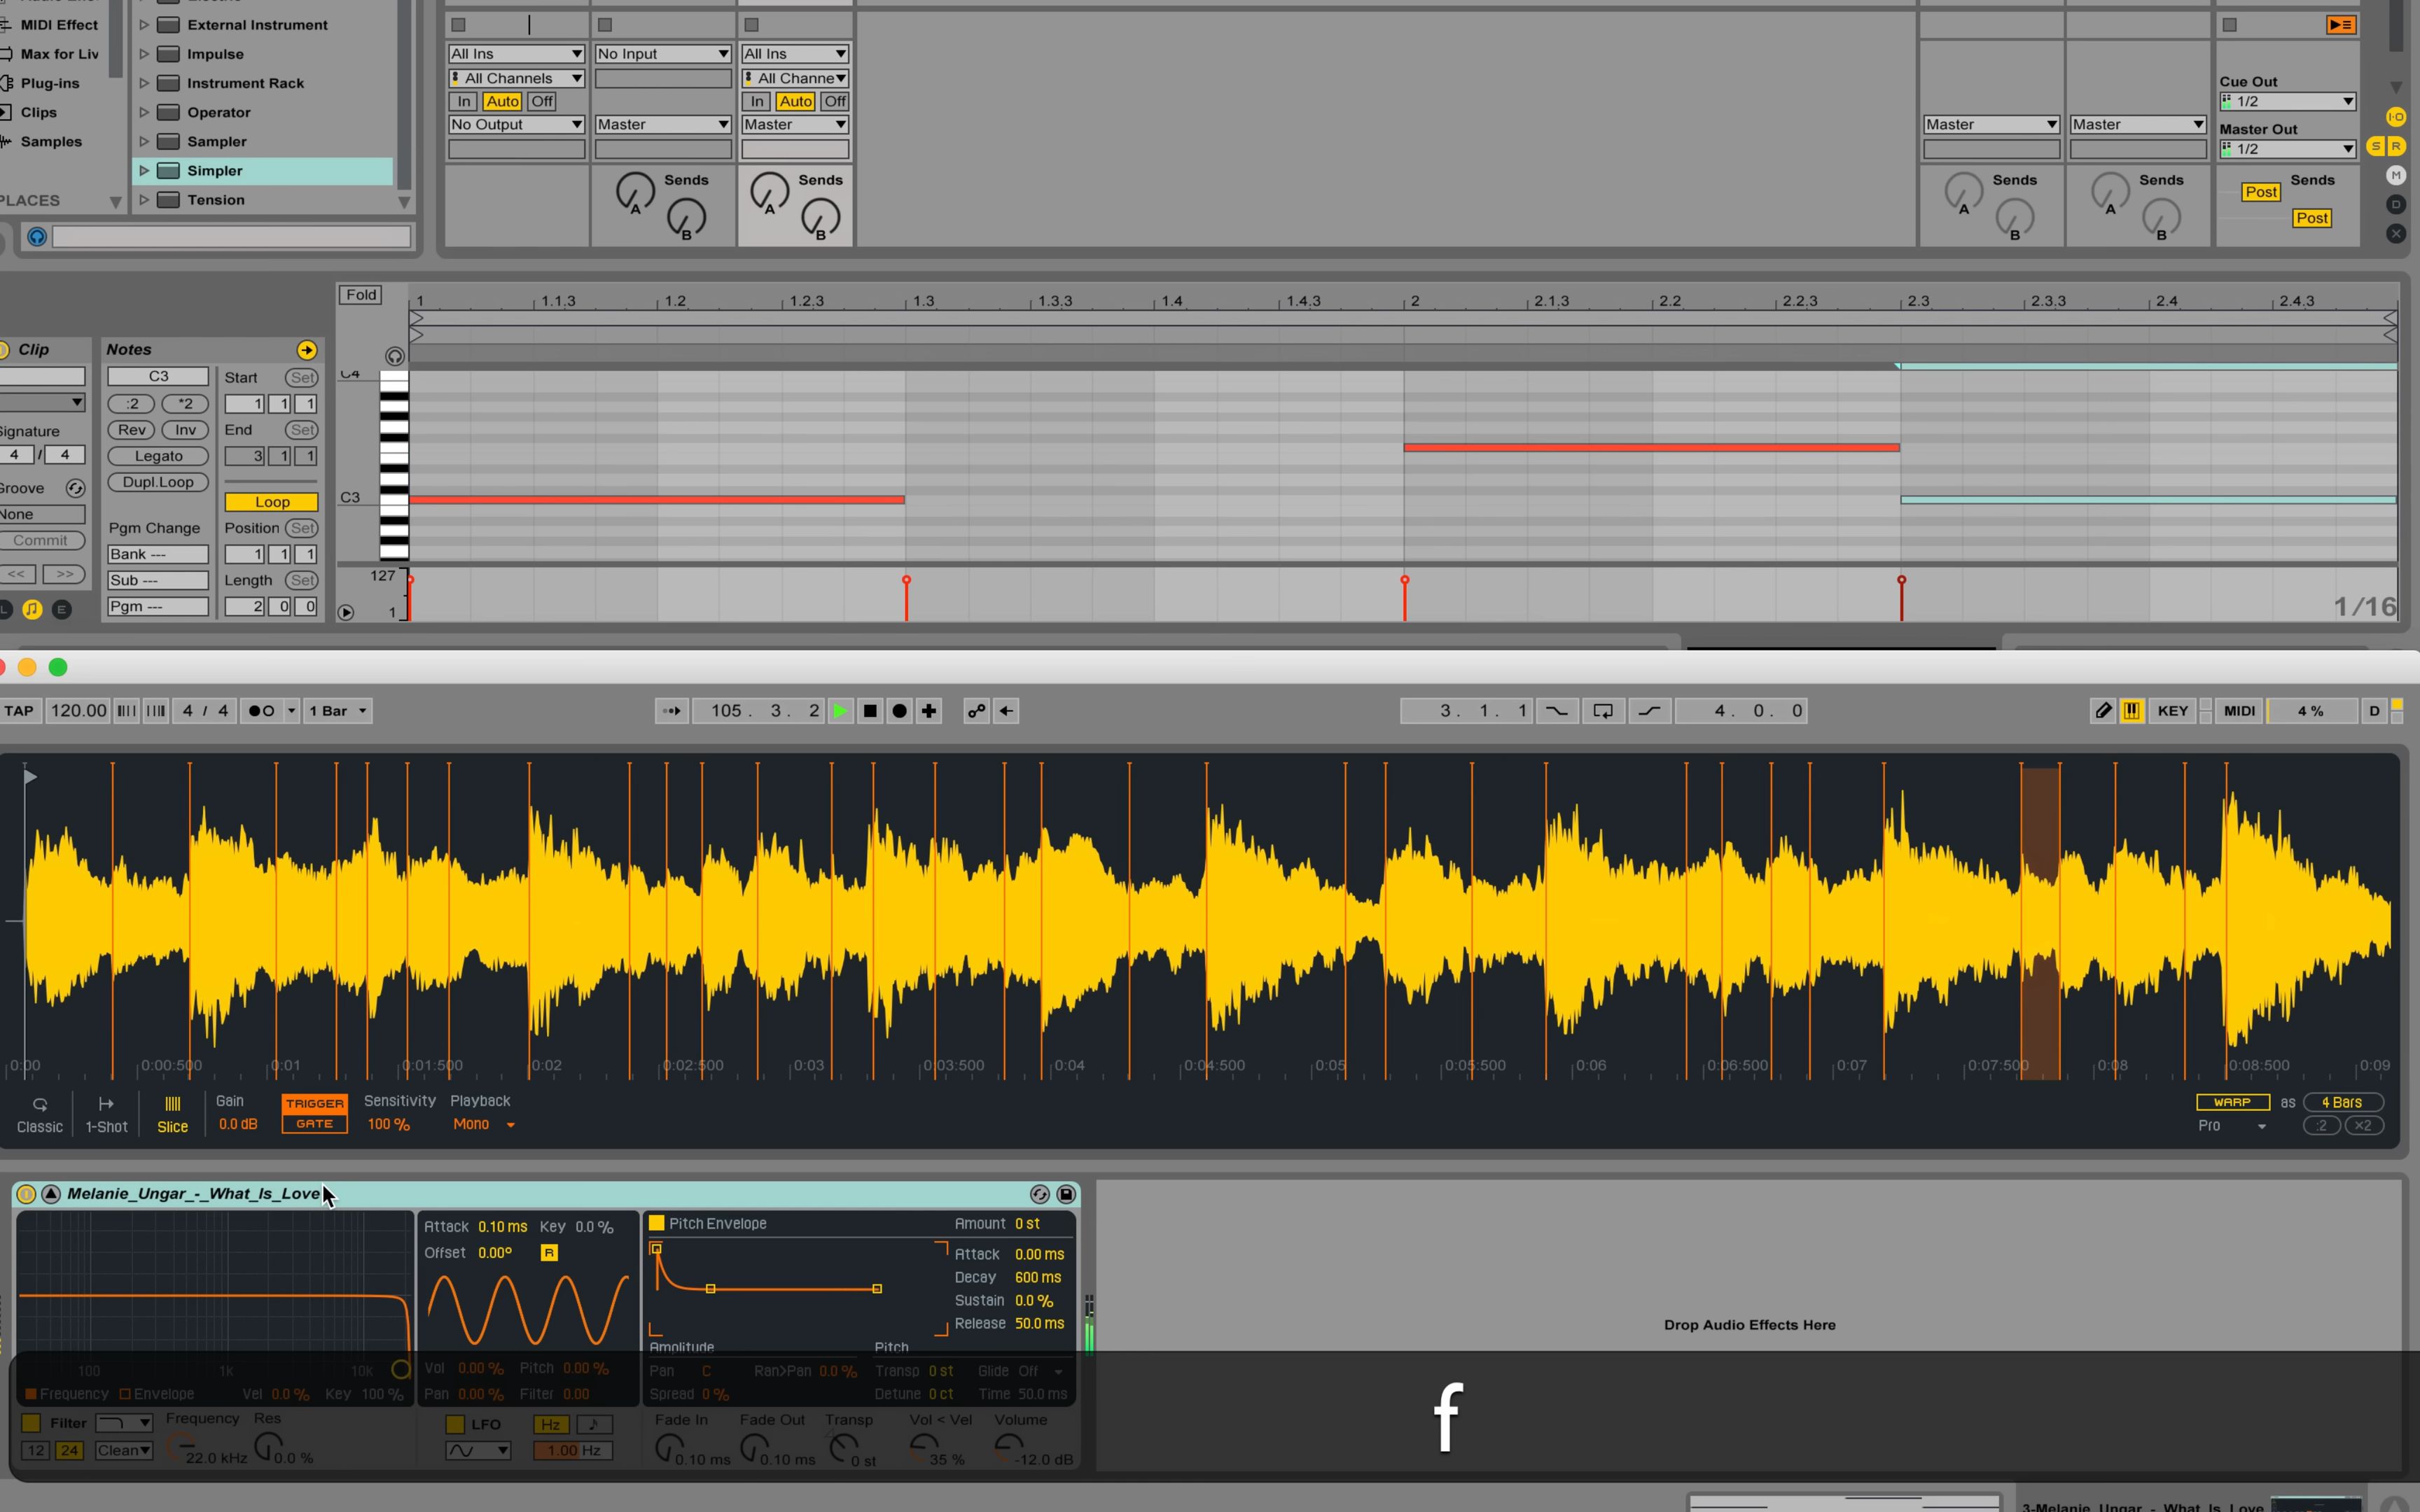 MIDI Effect
External Instrument
Max for Liv
Impulse
Plug-ins
Instrument Rack
Clips
Operator
Samples
Sampler
Simpler
PLACES
Tension
All Ins
No Input
All Ins
All Channels
All Channe
In Auto Off
In Auto Off
No Output
Master
Master
Sends
A
B
Sends
A
B
Master
Master
Cue Out
1/2
Master Out
1/2
I·O
S R
M
D
X
Sends
A
B
Sends
A
B
Sends
Post
Post
Fold
1 1.1.3 1.2 1.2.3 1.3 1.3.3 1.4 1.4.3 2 2.1.3 2.2 2.2.3 2.3 2.3.3 2.4 2.4.3
Clip
Notes
C3
Start Set
:2 *2
1 1 1
Signature
Rev Inv
End Set
4 / 4
Legato
3 1 1
Groove
Dupl.Loop
None
Loop
Commit
Pgm Change
Position Set
Bank ---
1 1 1
<< >>
Sub ---
Length Set
L E
Pgm ---
2 0 0
C4
C3
127
1
1/16
TAP 120.00 4 / 4 1 Bar
105. 3. 2
3. 1. 1
4. 0. 0
KEY MIDI 4 % D
0:00 0:00:500 0:01 0:01:500 0:02 0:02:500 0:03 0:03:500 0:04 0:04:500 0:05 0:05:500 0:06 0:06:500 0:07 0:07:500 0:08 0:08:500 0:09
Classic
1-Shot
Slice
Gain
0.0 dB
TRIGGER
GATE
Sensitivity
100 %
Playback
Mono
WARP as 4 Bars
Pro :2 ×2
Melanie_Ungar_-_What_Is_Love
100 1K 10K
Frequency Envelope Vel 0.0 % Key 100 %
Filter
Frequency
Res
12 24 Clean
22.0 kHz
0.0 %
Attack 0.10 ms Key 0.0 %
Offset 0.00° R
Vol 0.00 % Pitch 0.00 %
Pan 0.00 % Filter 0.00
LFO Hz
1.00 Hz
Pitch Envelope
Amount 0 st
Attack 0.00 ms
Decay 600 ms
Sustain 0.0 %
Release 50.0 ms
Amplitude
Pitch
Pan C Ran>Pan 0.0 % Transp 0 st Glide Off
Spread 0 % Detune 0 ct Time 50.0 ms
Fade In Fade Out Transp Vol < Vel Volume
0.10 ms 0.10 ms 0 st 35 % -12.0 dB
Drop Audio Effects Here
f
3-Melanie_Ungar_-_What_Is_Love